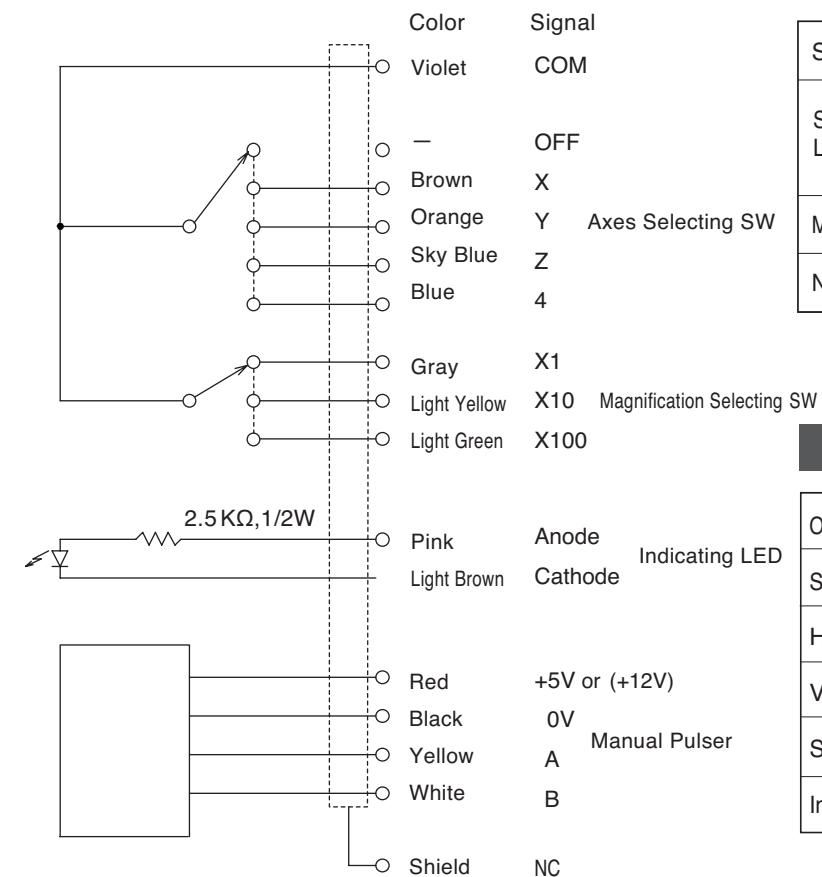 Color Signal
Violet COM
— OFF
Brown X
Orange Y Axes Selecting SW
Sky Blue Z
Blue 4
Gray X1
Light Yellow X10 Magnification Selecting SW
Light Green X100
2.5KΩ,1/2W
Pink Anode
Indicating LED
Light Brown Cathode
Red +5V or (+12V)
Black 0V
Manual Pulser
Yellow A
White B
Shield NC